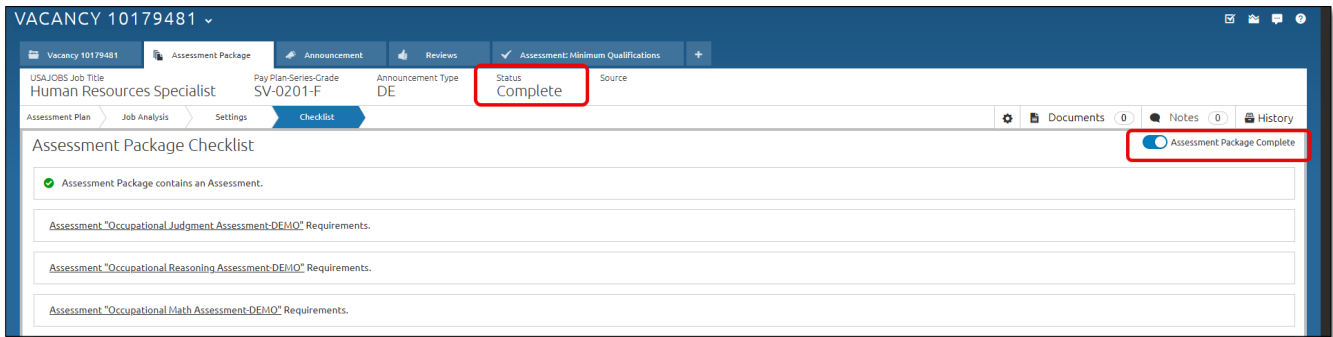 VACANCY 10179481
Vacancy 10179481 Assessment Package Announcement Reviews Assessment: Minimum Qualifications +
USAJOBS Job Title Pay Plan-Series-Grade Announcement Type Status Source
Human Resources Specialist SV-0201-F DE Complete
Assessment Plan Job Analysis Settings Checklist Documents 0 Notes 0 History
Assessment Package Checklist Assessment Package Complete
Assessment Package contains an Assessment.
Assessment "Occupational Judgment Assessment-DEMO" Requirements.
Assessment "Occupational Reasoning Assessment-DEMO" Requirements.
Assessment "Occupational Math Assessment-DEMO" Requirements.